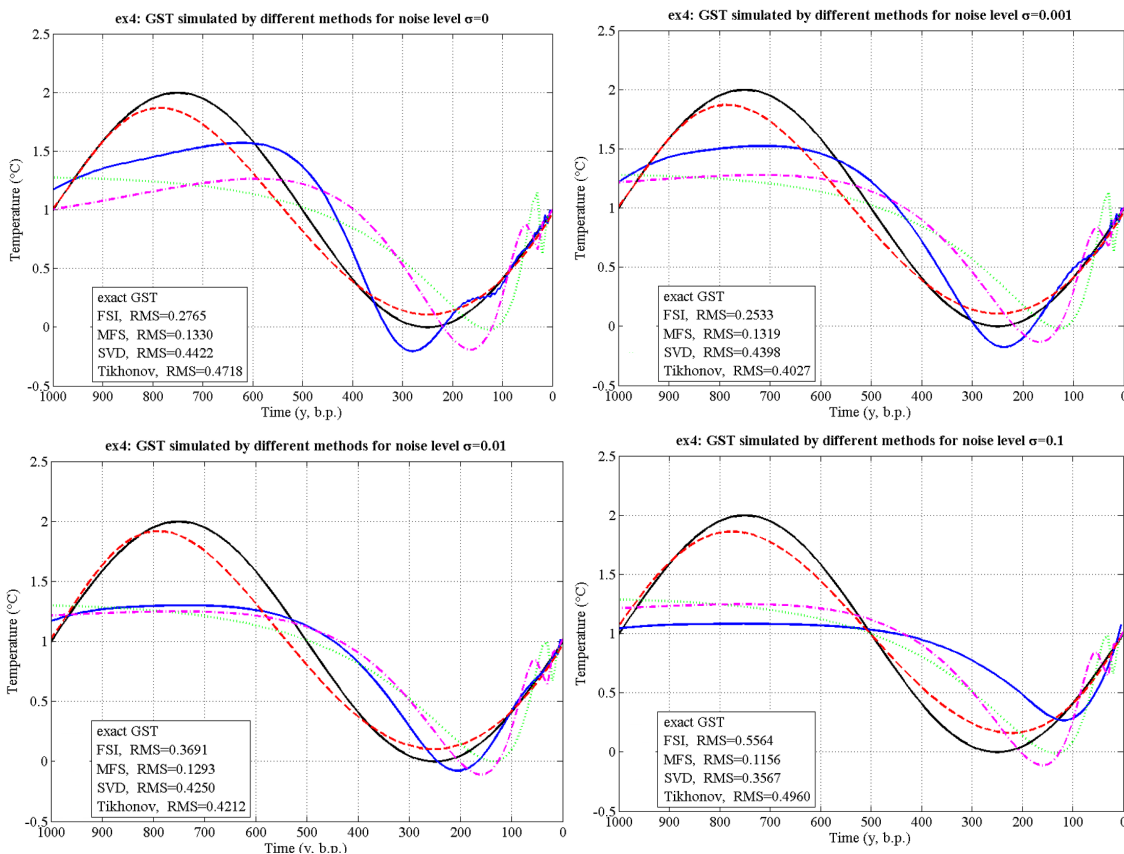 ex4: GST simulated by different methods for noise level σ=0
2.5
2
1.5
1
0.5
0
-0.5
Temperature (°C)
exact GST
FSI, RMS=0.2765
MFS, RMS=0.1330
SVD, RMS=0.4422
Tikhonov, RMS=0.4718
1000 900 800 700 600 500 400 300 200 100 0
Time (y, b.p.)
ex4: GST simulated by different methods for noise level σ=0.001
2.5
2
1.5
1
0.5
0
-0.5
Temperature (°C)
exact GST
FSI, RMS=0.2533
MFS, RMS=0.1319
SVD, RMS=0.4398
Tikhonov, RMS=0.4027
1000 900 800 700 600 500 400 300 200 100 0
Time (y, b.p.)
ex4: GST simulated by different methods for noise level σ=0.01
2.5
2
1.5
1
0.5
0
-0.5
Temperature (°C)
exact GST
FSI, RMS=0.3691
MFS, RMS=0.1293
SVD, RMS=0.4250
Tikhonov, RMS=0.4212
1000 900 800 700 600 500 400 300 200 100 0
Time (y, b.p.)
ex4: GST simulated by different methods for noise level σ=0.1
2.5
2
1.5
1
0.5
0
-0.5
Temperature (°C)
exact GST
FSI, RMS=0.5564
MFS, RMS=0.1156
SVD, RMS=0.3567
Tikhonov, RMS=0.4960
1000 900 800 700 600 500 400 300 200 100 0
Time (y, b.p.)